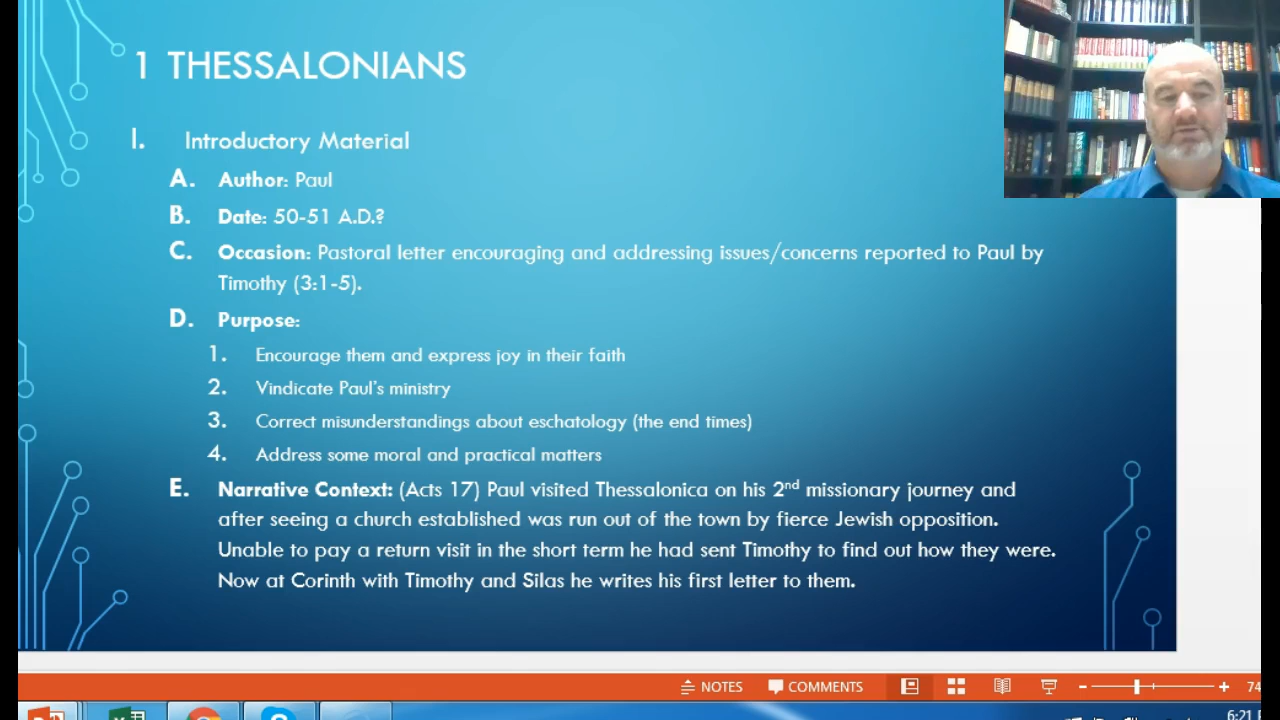 1 THESSALONIANS
I. Introductory Material
A. Author: Paul
B. Date: 50-51 A.D.?
C. Occasion: Pastoral letter encouraging and addressing issues/concerns reported to Paul by
Timothy (3:1-5).
D. Purpose:
1. Encourage them and express joy in their faith
2. Vindicate Paul's ministry
3. Correct misunderstandings about eschatology (the end times)
4. Address some moral and practical matters
E. Narrative Context: (Acts 17) Paul visited Thessalonica on his 2nd missionary journey and
after seeing a church established was run out of the town by fierce Jewish opposition.
Unable to pay a return visit in the short term he had sent Timothy to find out how they were.
Now at Corinth with Timothy and Silas he writes his first letter to them.
NOTES COMMENTS 74
6:21